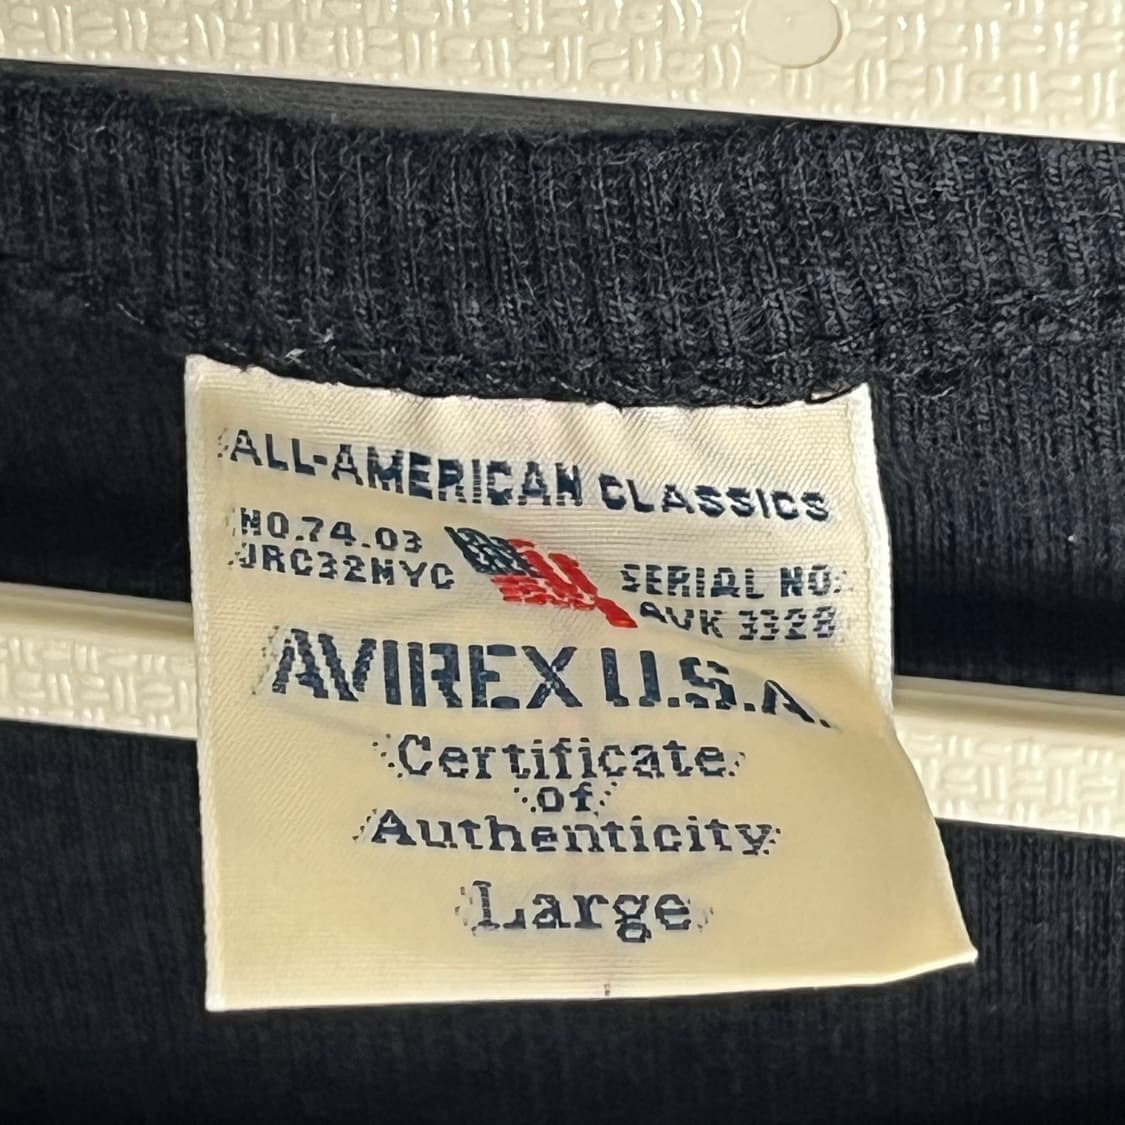 ALL-AMERICAN CLASSICS
NO.74.03
JRC32NYC
SERIAL NO:
AVK 3328
AVIREX U.S.A.
Certificate
of
Authenticity
Large